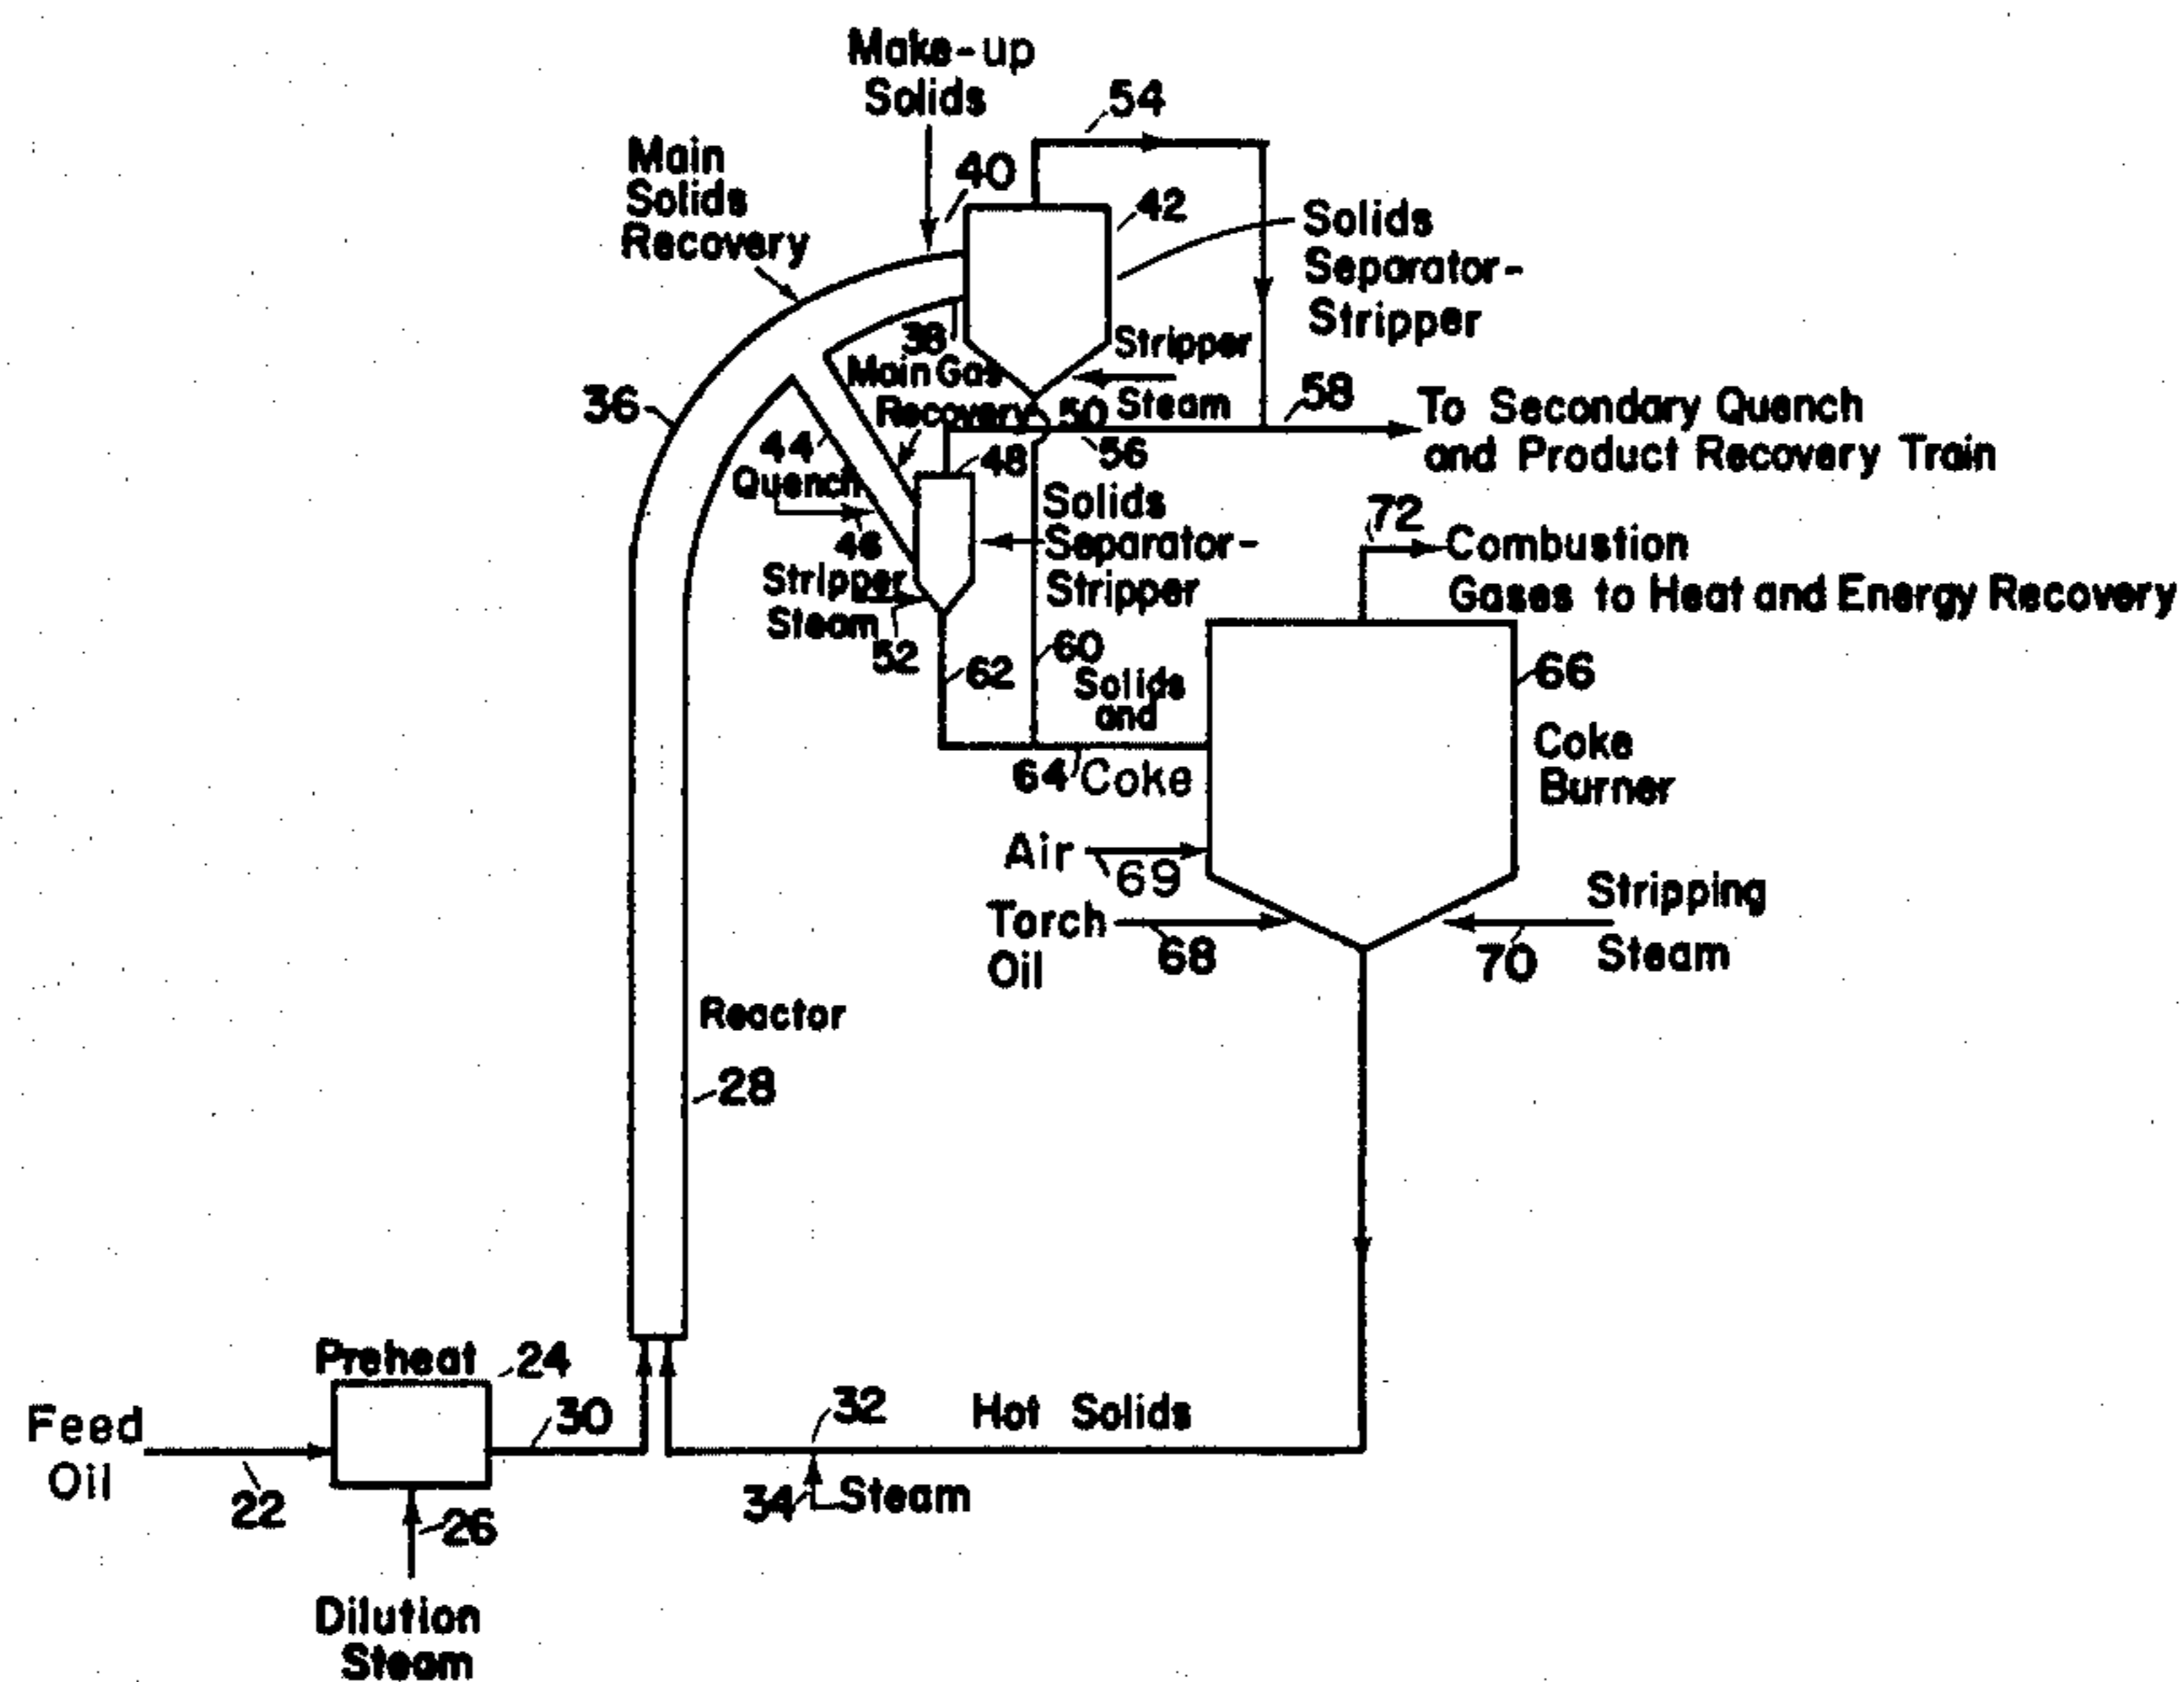 Make-up
Solids
54
Main
Solids
Recovery
40
42
Solids
Separator-
Stripper
38
Main Gas
Recovery
Stripper
Steam
50
36
58
To Secondary Quench
and Product Recovery Train
44
Quench
48
56
46
Solids
Separator-
Stripper
72
Combustion
Gases to Heat and Energy Recovery
Stripper
Steam
52
62
60
Solids
and
64 Coke
66
Coke
Burner
Air
69
Torch
Oil
68
Stripping
Steam
70
Reactor
28
Preheat
24
Feed
Oil
22
30
26
Dilution
Steam
32
Hot Solids
34
Steam